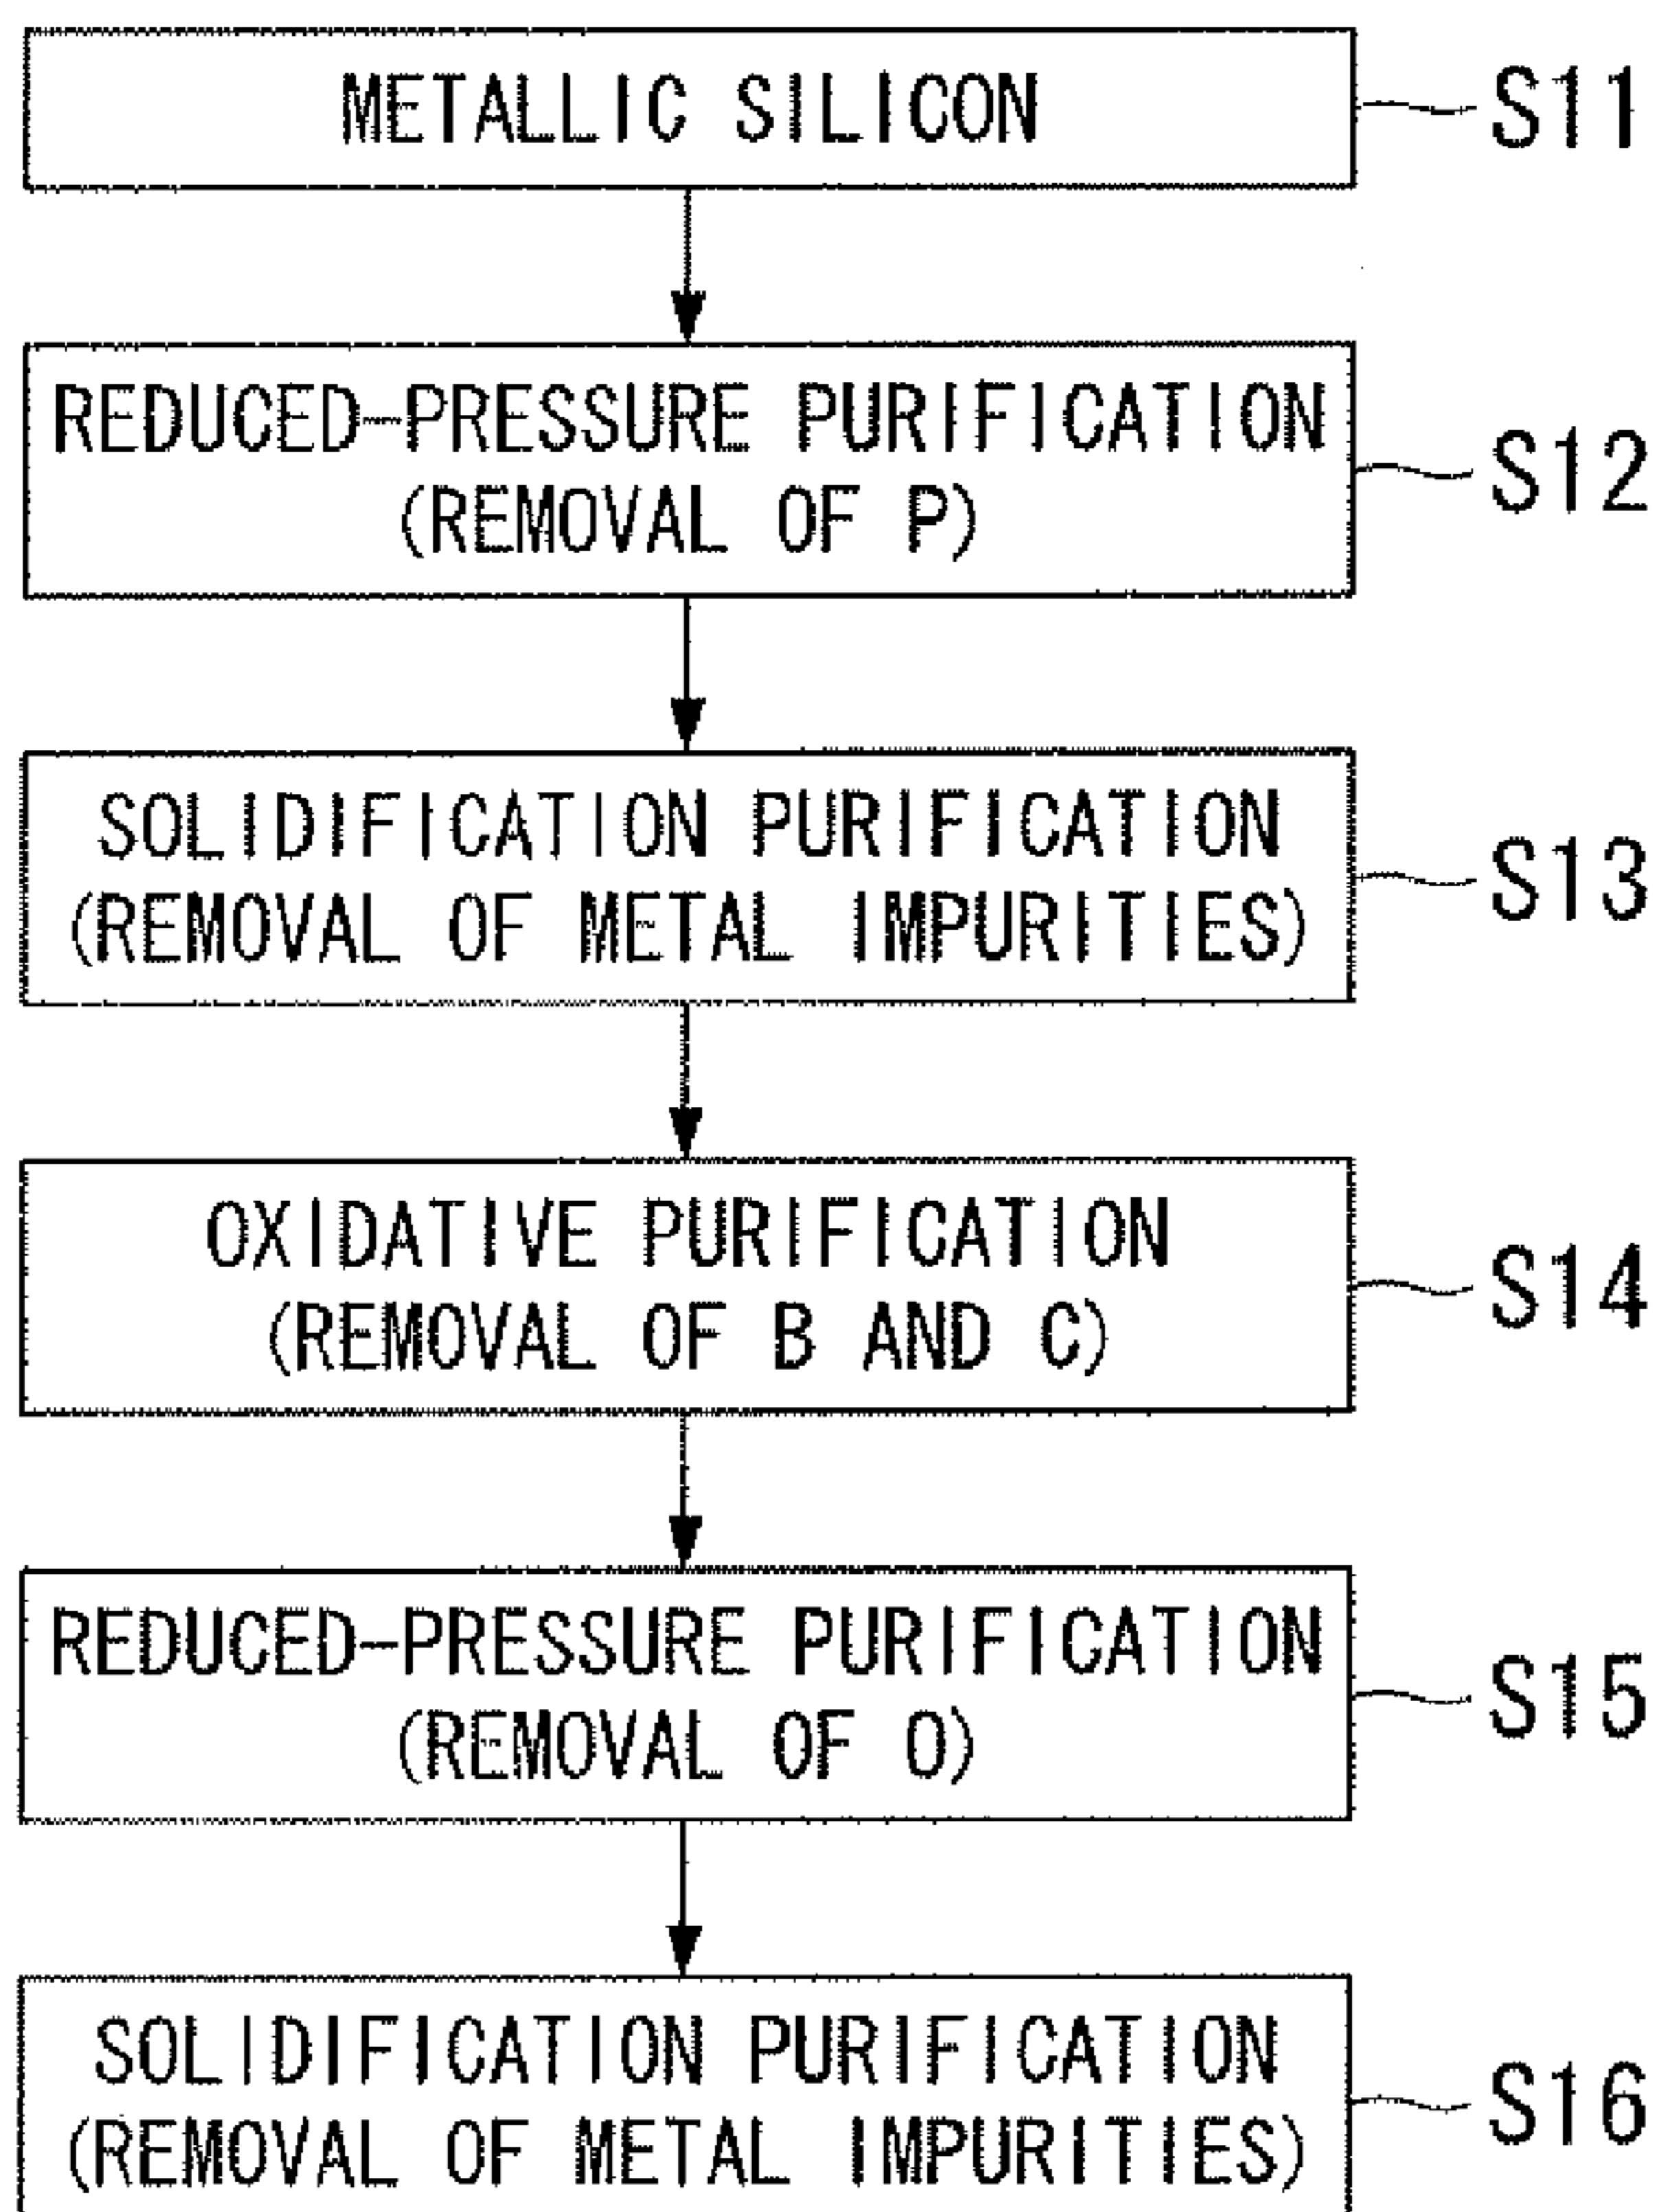 METALLIC SILICON
S11
REDUCED-PRESSURE PURIFICATION
(REMOVAL OF P)
S12
SOLIDIFICATION PURIFICATION
(REMOVAL OF METAL IMPURITIES)
S13
OXIDATIVE PURIFICATION
(REMOVAL OF B AND C)
S14
REDUCED-PRESSURE PURIFICATION
(REMOVAL OF O)
S15
SOLIDIFICATION PURIFICATION
(REMOVAL OF METAL IMPURITIES)
S16